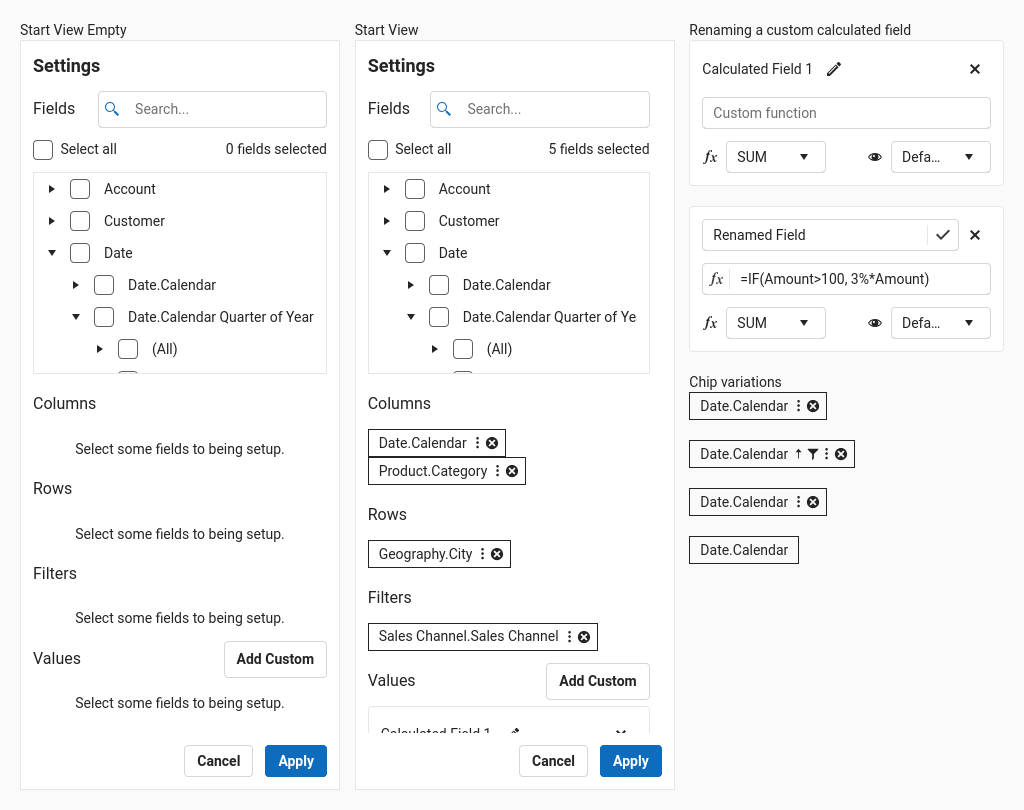 Start View Empty
Settings
Fields
Search...
Select all
0 fields selected
Account
Customer
Date
Date.Calendar
Date.Calendar Quarter of Year
(All)
Columns
Select some fields to being setup.
Rows
Select some fields to being setup.
Filters
Select some fields to being setup.
Values
Add Custom
Select some fields to being setup.
Cancel
Apply
Start View
Settings
Fields
Search...
Select all
5 fields selected
Account
Customer
Date
Date.Calendar
Date.Calendar Quarter of Ye
(All)
Columns
Date.Calendar
Product.Category
Rows
Geography.City
Filters
Sales Channel.Sales Channel
Values
Add Custom
Calculated Field 1
Cancel
Apply
Renaming a custom calculated field
Calculated Field 1
Custom function
fx
SUM
Defa...
Renamed Field
fx
=IF(Amount>100, 3%*Amount)
fx
SUM
Defa...
Chip variations
Date.Calendar
Date.Calendar
Date.Calendar
Date.Calendar